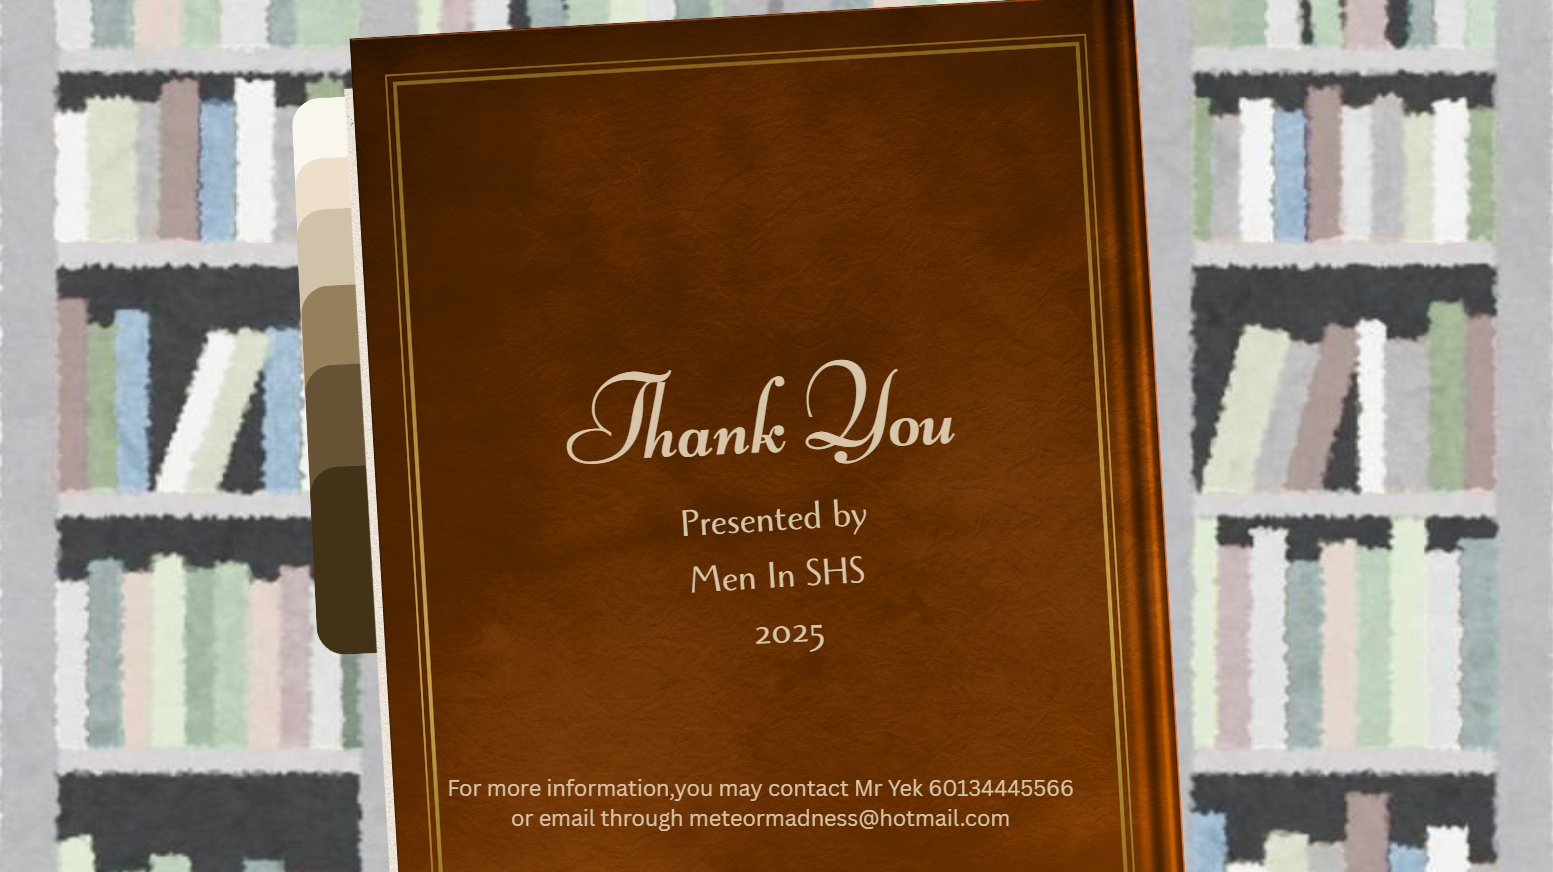 Thank You
Presented by
Men In SHS
2025
For more information,you may contact Mr Yek 60134445566
or email through meteormadness@hotmail.com